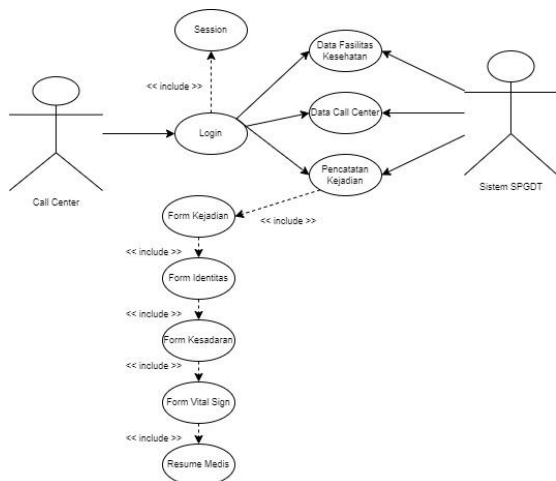 Session
Data Fasilitas
Kesehatan
<< include >>
Data Call Center
Login
Call Center
Pencatatan
Kejadian
Sistem SPGDT
Form Kejadian
<< include >>
<< include >>
Form Identitas
<< include >>
Form Kesadaran
<< include >>
Form Vital Sign
<< include >>
Resume Medis